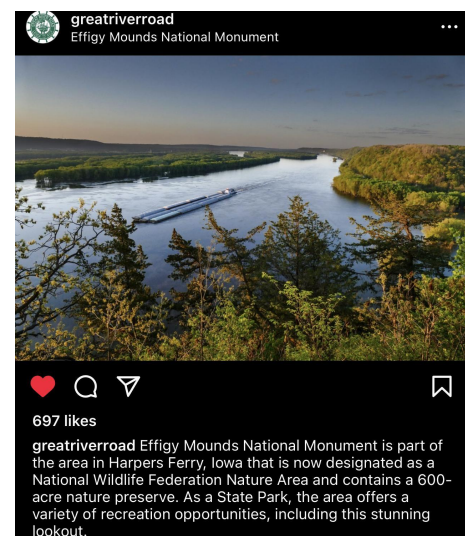 greatriverroad
Effigy Mounds National Monument
697 likes
greatriverroad Effigy Mounds National Monument is part of
the area in Harpers Ferry, Iowa that is now designated as a
National Wildlife Federation Nature Area and contains a 600-
acre nature preserve. As a State Park, the area offers a
variety of recreation opportunities, including this stunning
lookout.